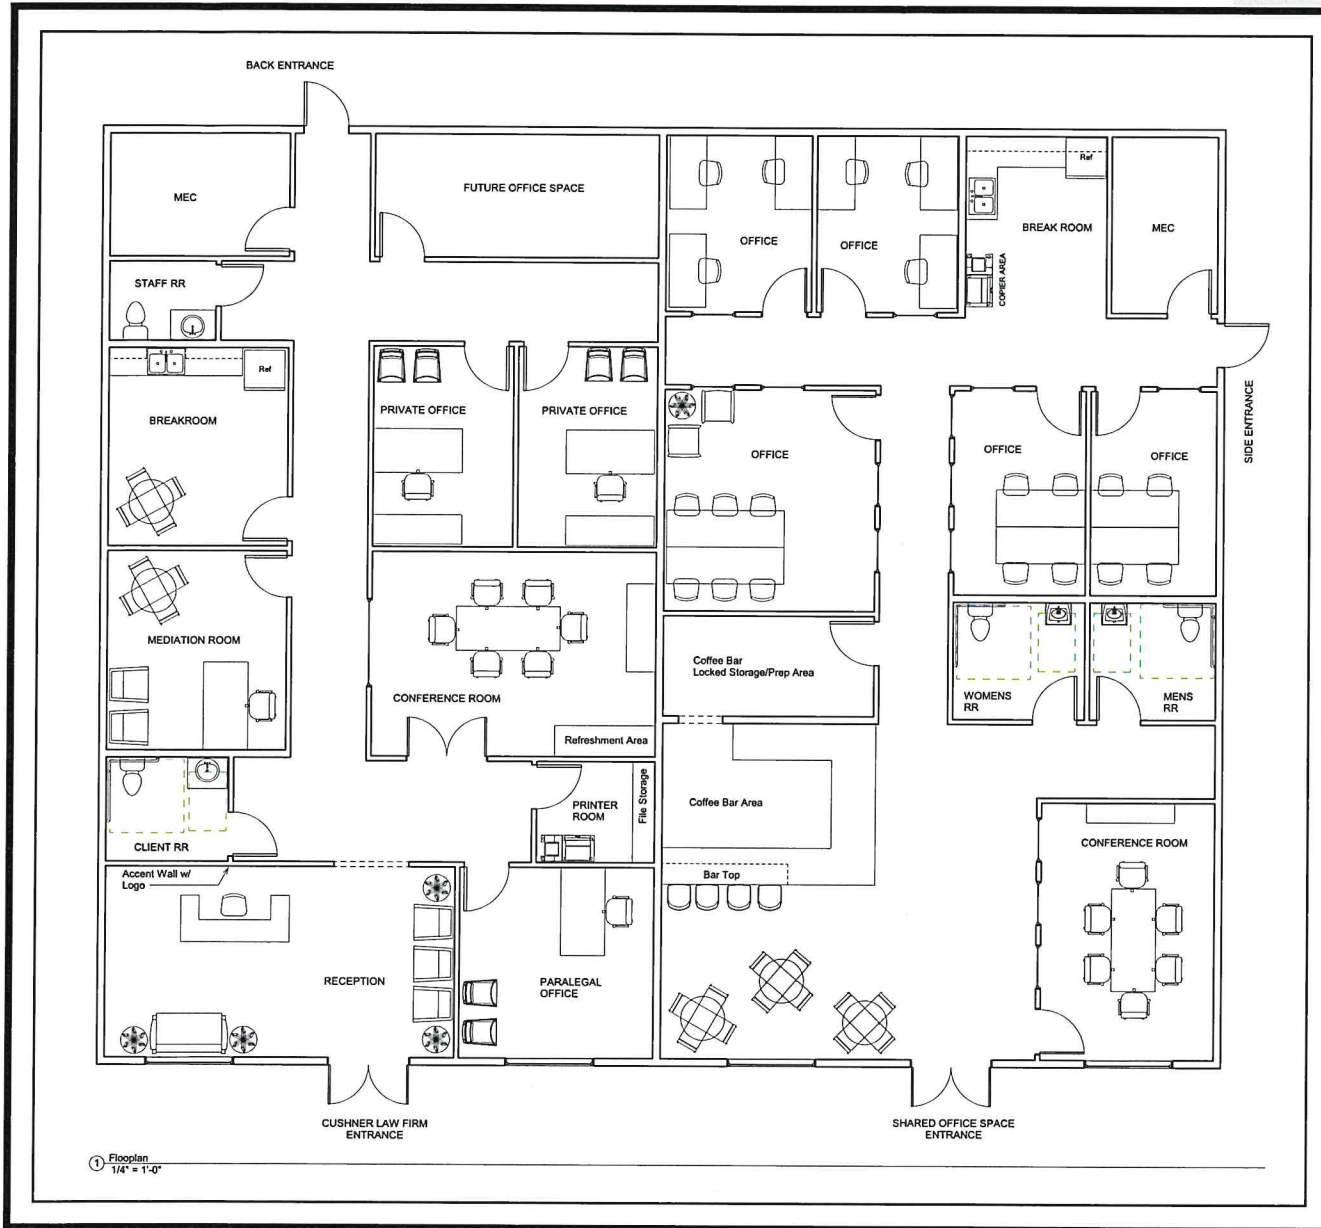 BACK ENTRANCE
MEC
FUTURE OFFICE SPACE
OFFICE
OFFICE
Ref
BREAK ROOM
MEC
COPIER AREA
STAFF RR
Ref
BREAKROOM
PRIVATE OFFICE
PRIVATE OFFICE
OFFICE
OFFICE
OFFICE
SIDE ENTRANCE
MEDIATION ROOM
CONFERENCE ROOM
Refreshment Area
Coffee Bar
Locked Storage/Prep Area
WOMENS
RR
MENS
RR
CLIENT RR
PRINTER
ROOM
File Storage
Coffee Bar Area
Bar Top
CONFERENCE ROOM
Accent Wall w/
Logo
RECEPTION
PARALEGAL
OFFICE
CUSHNER LAW FIRM
ENTRANCE
SHARED OFFICE SPACE
ENTRANCE
1 Flooplan
1/4" = 1'-0"